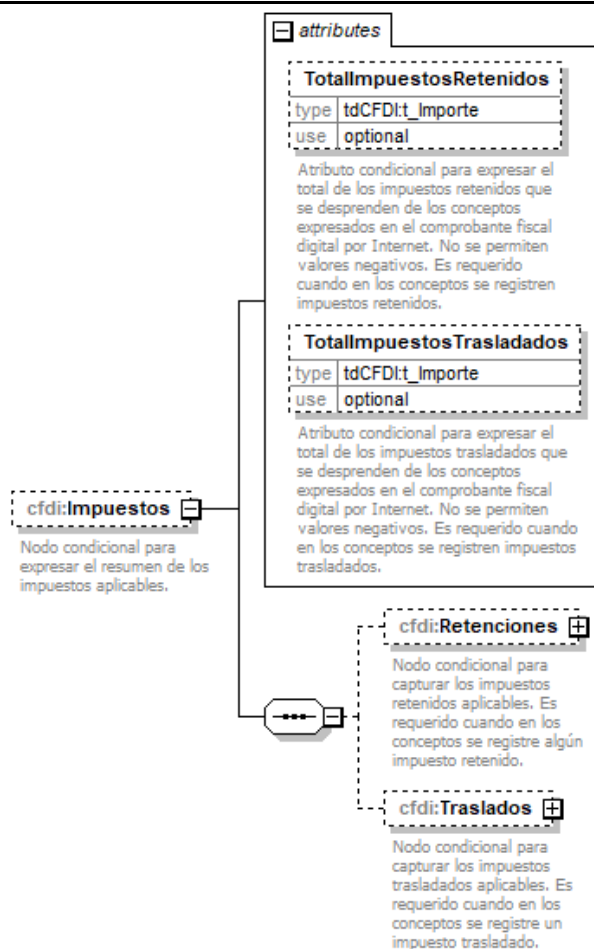 attributes
TotalImpuestosRetenidos
type tdCFDI:t_Importe
use optional
Atributo condicional para expresar el
total de los impuestos retenidos que
se desprenden de los conceptos
expresados en el comprobante fiscal
digital por Internet. No se permiten
valores negativos. Es requerido
cuando en los conceptos se registren
impuestos retenidos.
TotalImpuestosTrasladados
type tdCFDI:t_Importe
use optional
Atributo condicional para expresar el
total de los impuestos trasladados que
se desprenden de los conceptos
expresados en el comprobante fiscal
digital por Internet. No se permiten
valores negativos. Es requerido cuando
en los conceptos se registren impuestos
trasladados.
cfdi:Impuestos
Nodo condicional para
expresar el resumen de los
impuestos aplicables.
cfdi:Retenciones
Nodo condicional para
capturar los impuestos
retenidos aplicables. Es
requerido cuando en los
conceptos se registre algún
impuesto retenido.
cfdi:Traslados
Nodo condicional para
capturar los impuestos
trasladados aplicables. Es
requerido cuando en los
conceptos se registre un
impuesto trasladado.